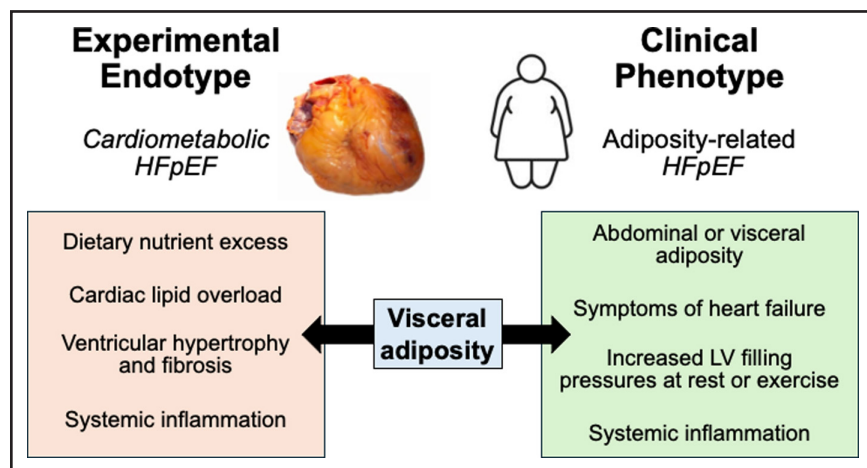 Experimental
Endotype
Cardiometabolic
HFpEF
Clinical
Phenotype
Adiposity-related
HFpEF
Dietary nutrient excess
Cardiac lipid overload
Ventricular hypertrophy
and fibrosis
Systemic inflammation
Visceral
adiposity
Abdominal or visceral
adiposity
Symptoms of heart failure
Increased LV filling
pressures at rest or exercise
Systemic inflammation